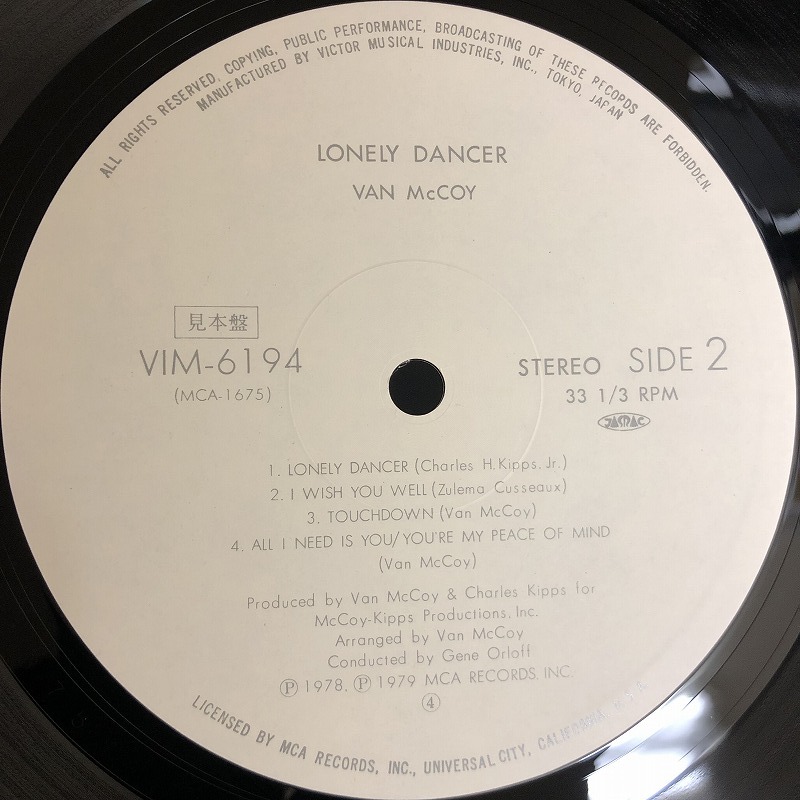 ALL RIGHTS RESERVED, COPYING, PUBLIC PERFORMANCE, BROADCASTING OF THESE RECORDS ARE FORBIDDEN.
MANUFACTURED BY VICTOR MUSICAL INDUSTRIES, INC., TOKYO, JAPAN
LONELY DANCER
VAN McCOY
見本盤
VIM-6194
(MCA-1675)
STEREO SIDE 2
33 1/3 RPM
JASRAC
1. LONELY DANCER (Charles H. Kipps, Jr.)
2. I WISH YOU WELL (Zulema Cusseaux)
3. TOUCHDOWN (Van McCoy)
4. ALL I NEED IS YOU/YOU'RE MY PEACE OF MIND
(Van McCoy)
Produced by Van McCoy & Charles Kipps for
McCoy-Kipps Productions, Inc.
Arranged by Van McCoy
Conducted by Gene Orloff
Ⓟ 1978, Ⓟ 1979 MCA RECORDS, INC.
④
LICENSED BY MCA RECORDS, INC., UNIVERSAL CITY, CALIFORNIA, U.S.A.